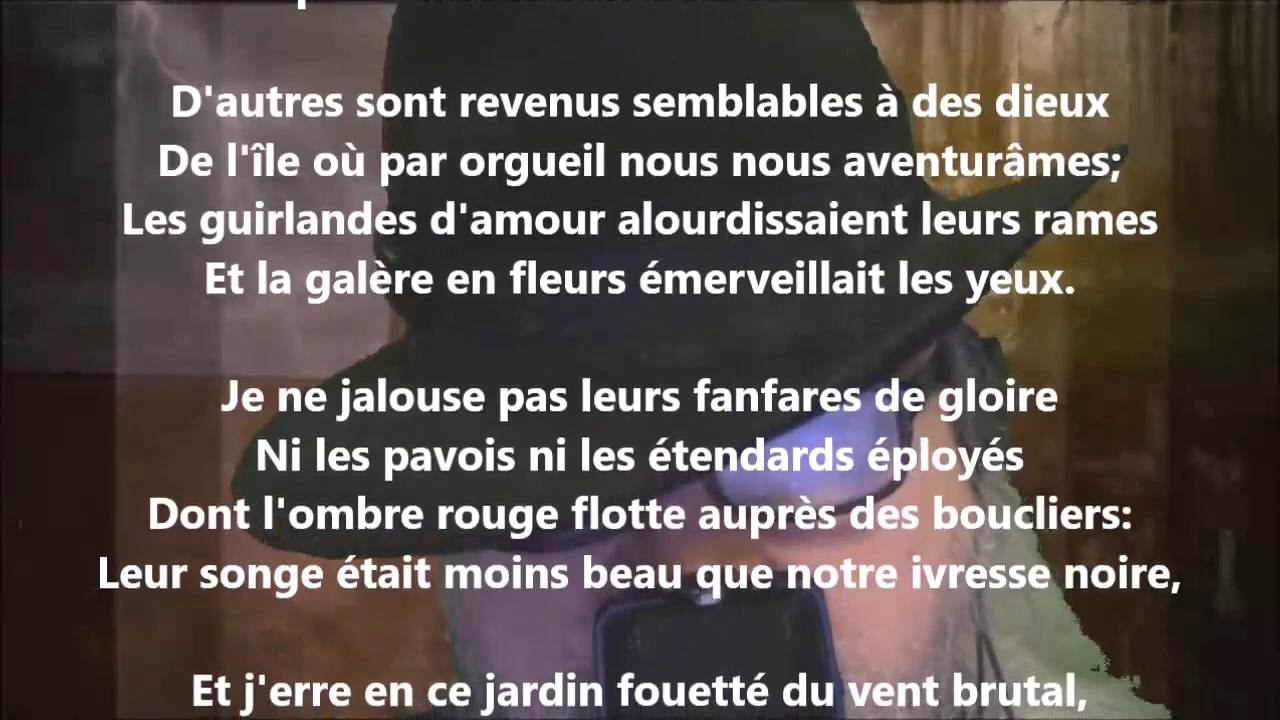 D'autres sont revenus semblables à des dieux
De l'île où par orgueil nous nous aventurâmes;
Les guirlandes d'amour alourdissaient leurs rames
Et la galère en fleurs émerveillait les yeux.
Je ne jalouse pas leurs fanfares de gloire
Ni les pavois ni les étendards éployés
Dont l'ombre rouge flotte auprès des boucliers:
Leur songe était moins beau que notre ivresse noire,
Et j'erre en ce jardin fouetté du vent brutal,